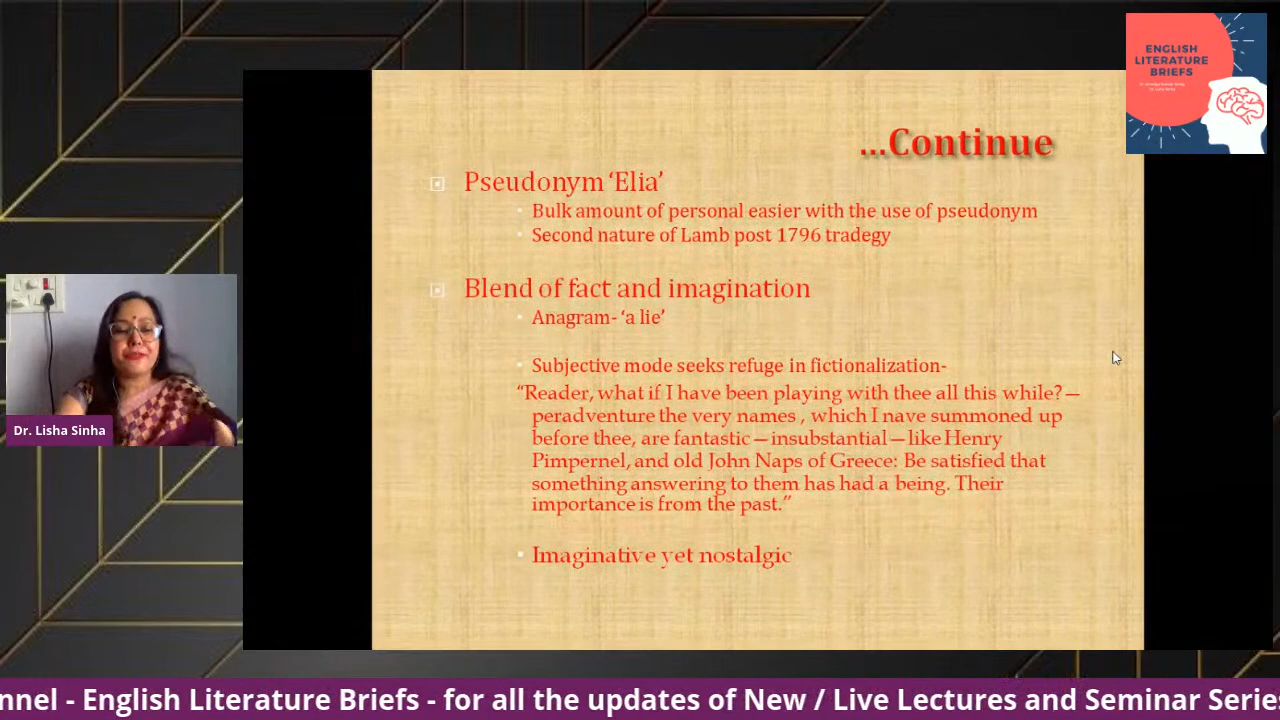 ENGLISH
LITERATURE
BRIEFS
...Continue
Pseudonym ‘Elia’
Bulk amount of personal easier with the use of pseudonym
Second nature of Lamb post 1796 tradegy
Blend of fact and imagination
Anagram- ‘a lie’
Subjective mode seeks refuge in fictionalization-
“Reader, what if I have been playing with thee all this while?—
peradventure the very names , which I nave summoned up
before thee, are fantastic—insubstantial—like Henry
Pimpernel, and old John Naps of Greece: Be satisfied that
something answering to them has had a being. Their
importance is from the past.”
Imaginative yet nostalgic
Dr. Lisha Sinha
nnel - English Literature Briefs - for all the updates of New / Live Lectures and Seminar Serie